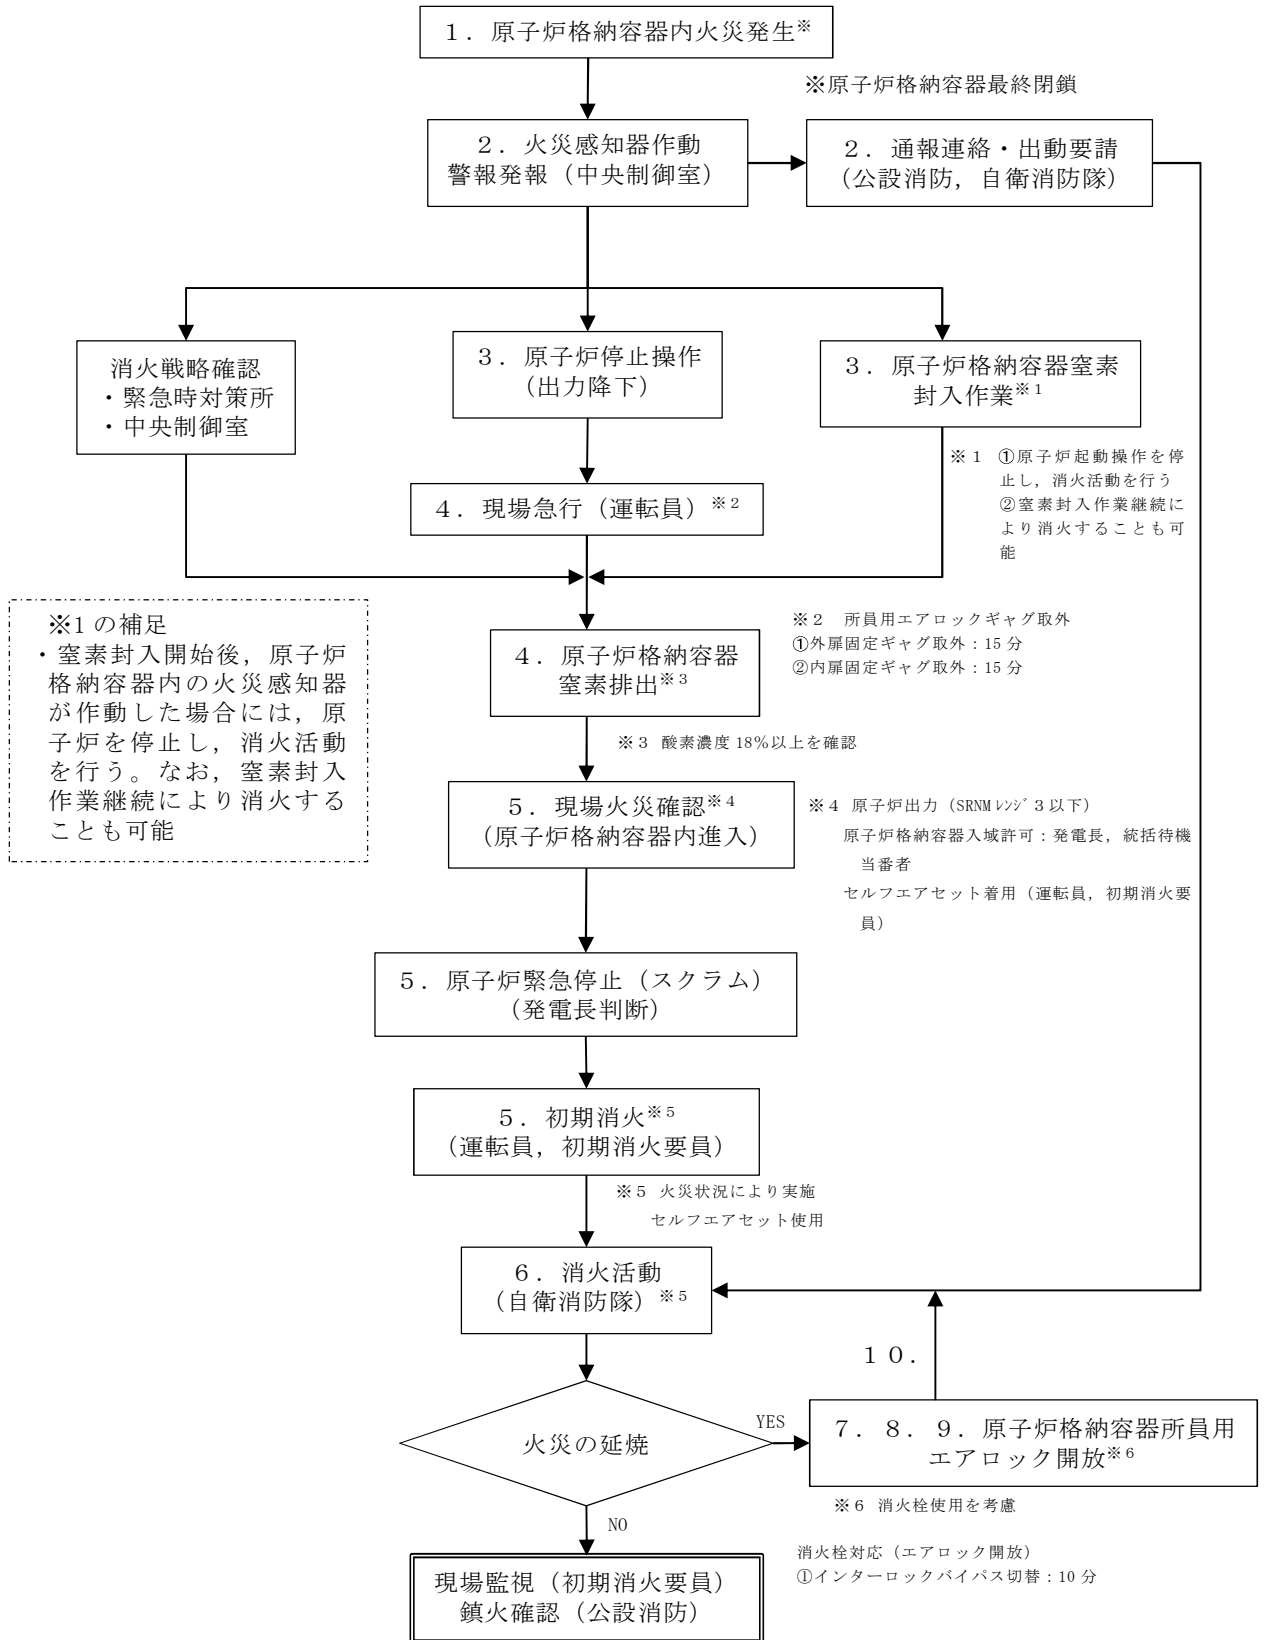 １．原子炉格納容器内火災発生※
※原子炉格納容器最終閉鎖
２．火災感知器作動
警報発報（中央制御室）
２．通報連絡・出動要請
（公設消防，自衛消防隊）
消火戦略確認
・緊急時対策所
・中央制御室
３．原子炉停止操作
（出力降下）
３．原子炉格納容器窒素
封入作業※１
※１　①原子炉起動操作を停
止し，消火活動を行う
②窒素封入作業継続に
より消火することも可
能
４．現場急行（運転員）※２
※1 の補足
・窒素封入開始後，原子炉
格納容器内の火災感知器
が作動した場合には，原
子炉を停止し，消火活動
を行う。なお，窒素封入
作業継続により消火する
ことも可能
※２　所員用エアロックギャグ取外
①外扉固定ギャグ取外：15 分
②内扉固定ギャグ取外：15 分
４．原子炉格納容器
窒素排出※３
※３ 酸素濃度 18%以上を確認
５．現場火災確認※４
（原子炉格納容器内進入）
※４ 原子炉出力（SRNM ﾚﾝｼﾞ 3 以下）
原子炉格納容器入域許可：発電長，統括待機
当番者
セルフエアセット着用（運転員，初期消火要
員）
５．原子炉緊急停止（スクラム）
（発電長判断）
５．初期消火※５
（運転員，初期消火要員）
※５ 火災状況により実施
セルフエアセット使用
６．消火活動
（自衛消防隊）※５
１０．
火災の延焼
YES
７．８．９．原子炉格納容器所員用
エアロック開放※６
※６ 消火栓使用を考慮
NO
消火栓対応（エアロック開放）
①インターロックバイパス切替：10 分
現場監視（初期消火要員）
鎮火確認（公設消防）